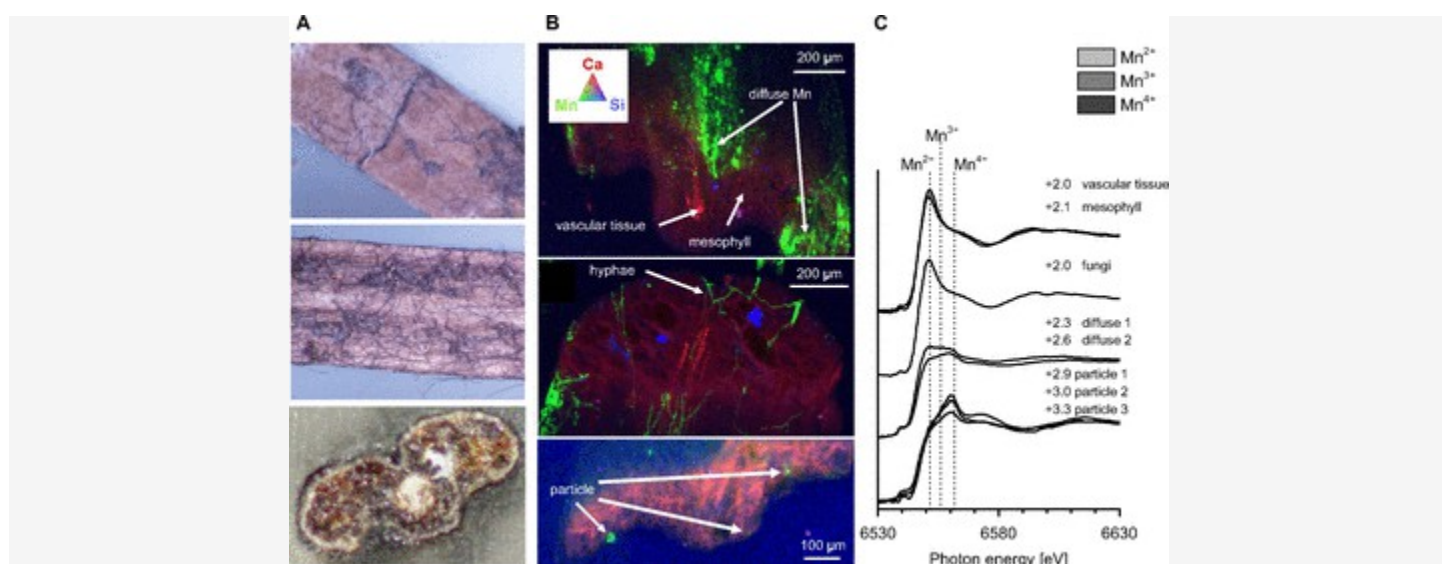 A
B
C
Ca
Mn
Si
200 µm
diffuse Mn
vascular tissue
mesophyll
hyphae
200 µm
particle
100 µm
Mn²⁺
Mn³⁺
Mn⁴⁺
Mn³⁺
Mn²⁺
Mn⁴⁺
+2.0 vascular tissue
+2.1 mesophyll
+2.0 fungi
+2.3 diffuse 1
+2.6 diffuse 2
+2.9 particle 1
+3.0 particle 2
+3.3 particle 3
6530
6580
6630
Photon energy [eV]